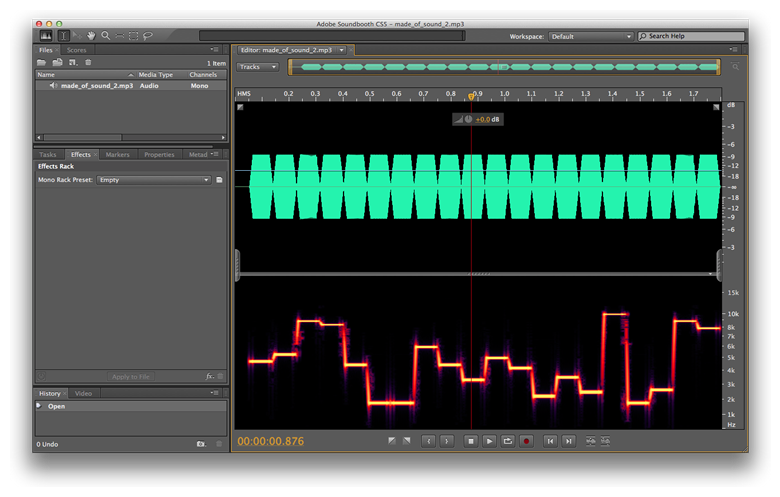 Adobe Soundbooth CS5 – made_of_sound_2.mp3
Workspace: Default Search Help
Files Scores
1 Item
Name Media Type Channels
made_of_sound_2.mp3 Audio Mono
Tasks Effects Markers Properties Metad
Effects Rack
Mono Rack Preset: Empty
Apply to File
fx
History Video
Open
0 Undo
Editor: made_of_sound_2.mp3
Tracks
HMS 0.2 0.3 0.4 0.5 0.6 0.7 0.8 0.9 1.0 1.1 1.2 1.3 1.4 1.5 1.6 1.7 dB
+0.0 dB
-3
-6
-9
-12
-18
-∞
-18
-12
-9
-6
-3
15k
10k
8k
7k
6k
5k
4k
3k
2k
1k
Hz
00:00:00.876